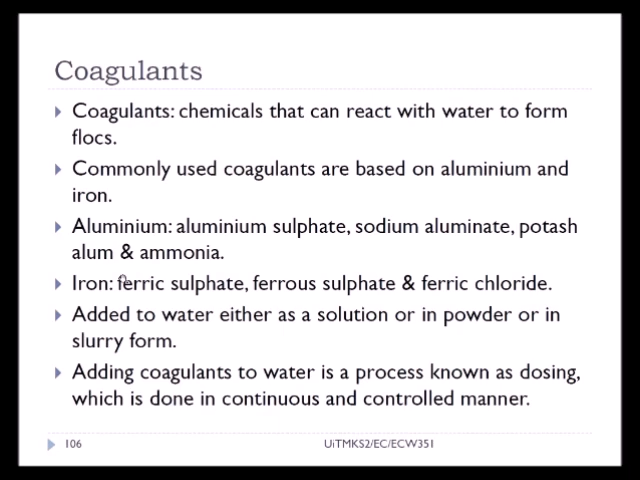 Coagulants
Coagulants: chemicals that can react with water to form
flocs.
Commonly used coagulants are based on aluminium and
iron.
Aluminium: aluminium sulphate, sodium aluminate, potash
alum & ammonia.
Iron: ferric sulphate, ferrous sulphate & ferric chloride.
Added to water either as a solution or in powder or in
slurry form.
Adding coagulants to water is a process known as dosing,
which is done in continuous and controlled manner.
106
UiTMKS2/EC/ECW351